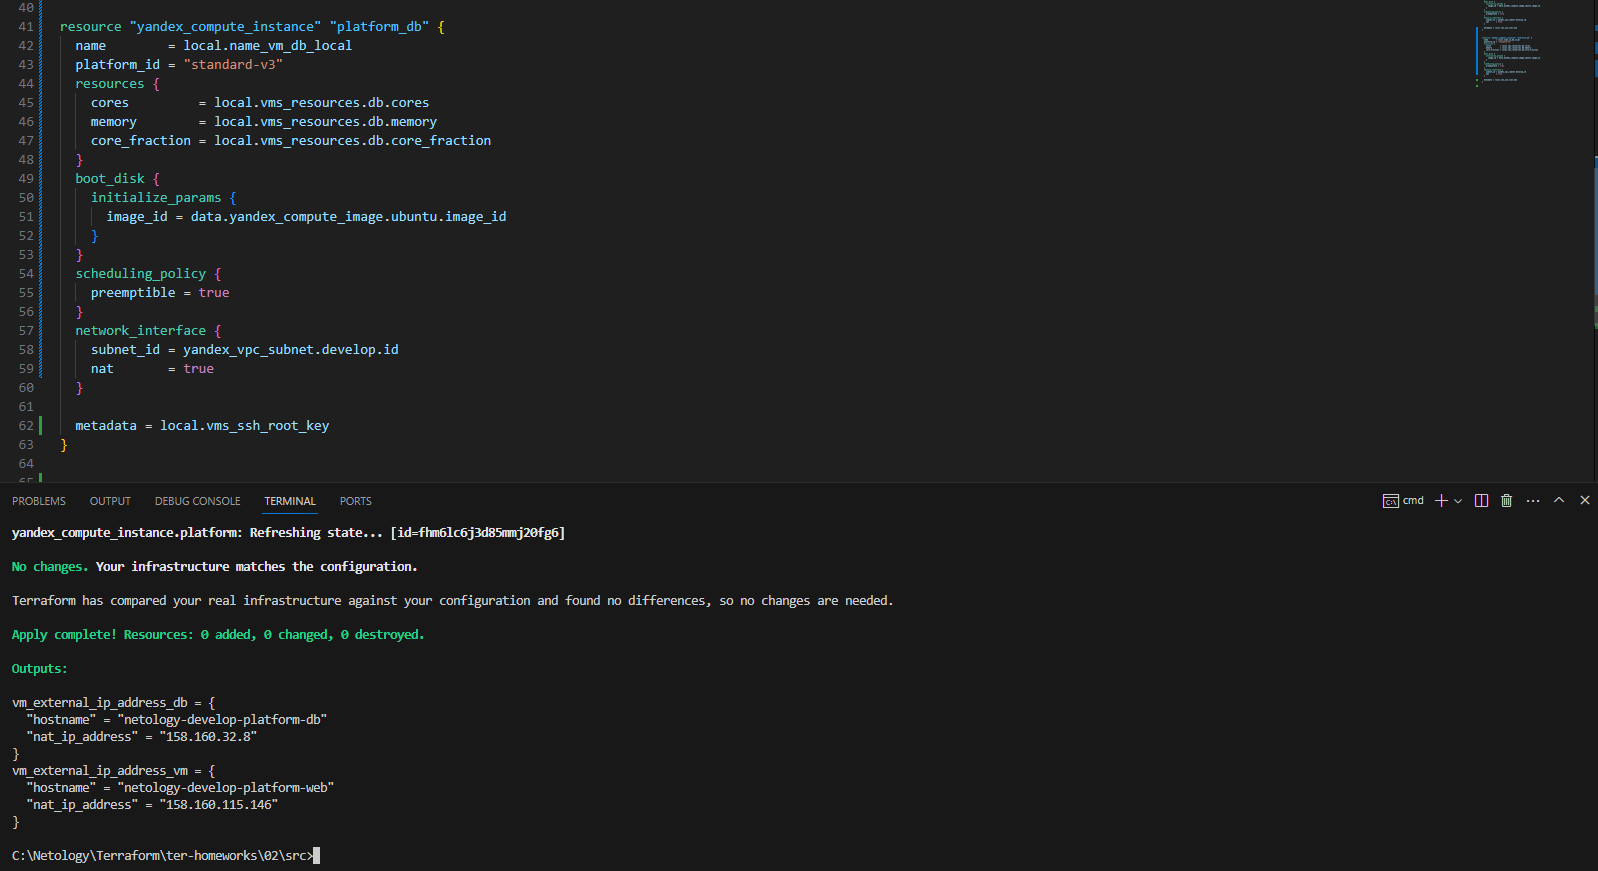 40
41 resource "yandex_compute_instance" "platform_db" {
42 name = local.name_vm_db_local
43 platform_id = "standard-v3"
44 resources {
45 cores = local.vms_resources.db.cores
46 memory = local.vms_resources.db.memory
47 core_fraction = local.vms_resources.db.core_fraction
48 }
49 boot_disk {
50 initialize_params {
51 image_id = data.yandex_compute_image.ubuntu.image_id
52 }
53 }
54 scheduling_policy {
55 preemptible = true
56 }
57 network_interface {
58 subnet_id = yandex_vpc_subnet.develop.id
59 nat = true
60 }
61
62 metadata = local.vms_ssh_root_key
63 }
64
65
PROBLEMS OUTPUT DEBUG CONSOLE TERMINAL PORTS cmd
yandex_compute_instance.platform: Refreshing state... [id=fhm6lc6j3d85mmj20fg6]
No changes. Your infrastructure matches the configuration.
Terraform has compared your real infrastructure against your configuration and found no differences, so no changes are needed.
Apply complete! Resources: 0 added, 0 changed, 0 destroyed.
Outputs:
vm_external_ip_address_db = {
"hostname" = "netology-develop-platform-db"
"nat_ip_address" = "158.160.32.8"
}
vm_external_ip_address_vm = {
"hostname" = "netology-develop-platform-web"
"nat_ip_address" = "158.160.115.146"
}
C:\Netology\Terraform\ter-homeworks\02\src>